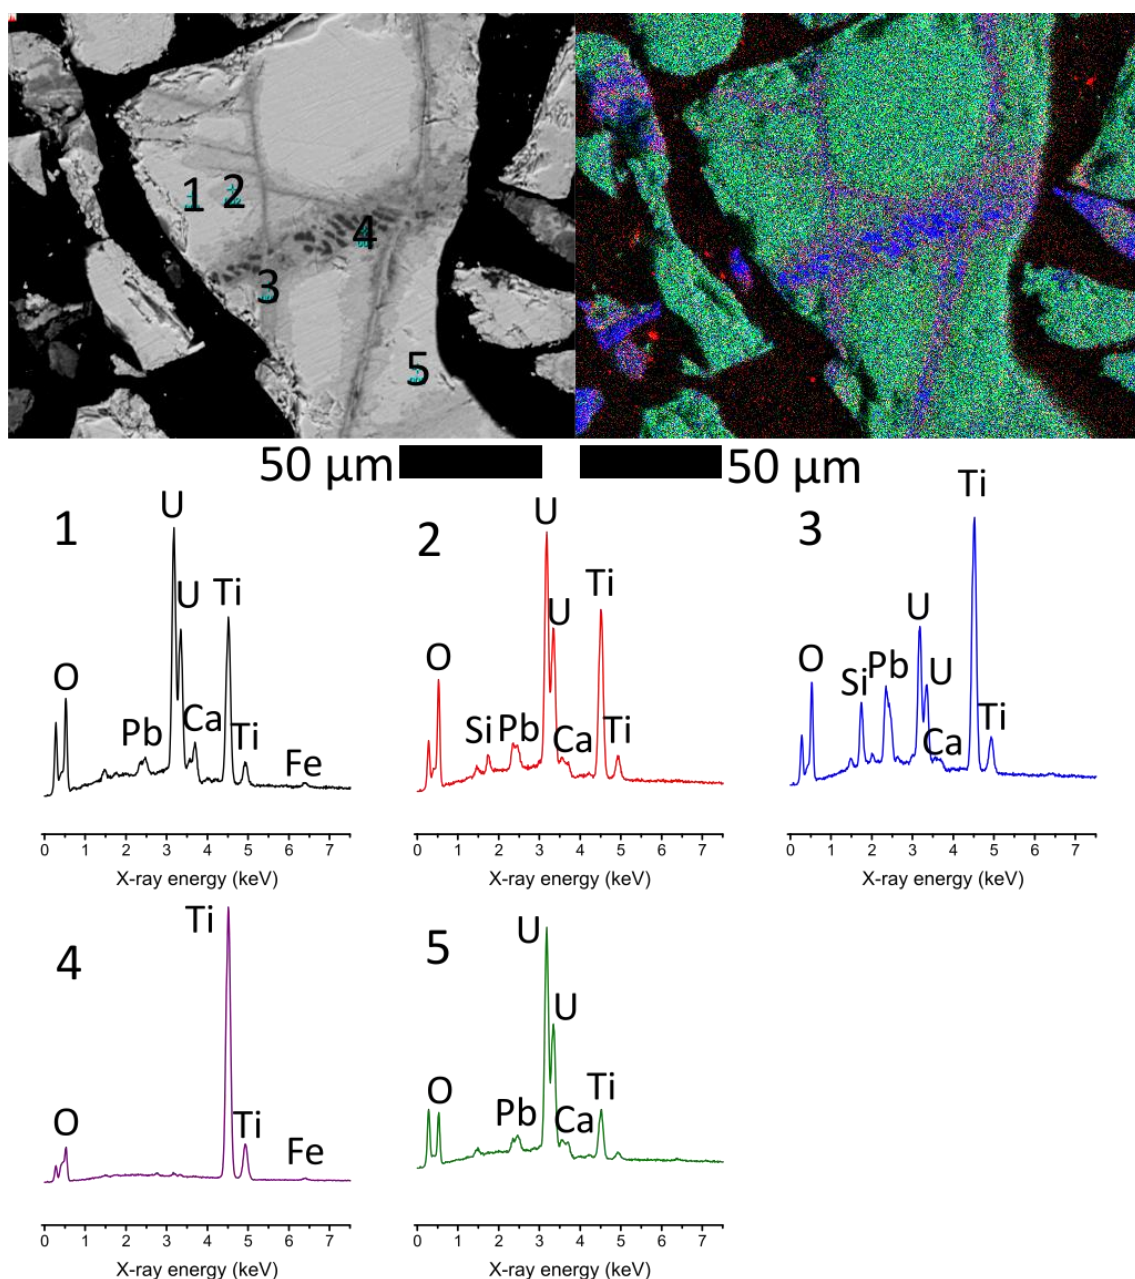 1 2
4
3
5
50 µm 50 µm
1
U
U Ti
O
Pb Ca Ti
Fe
0 1 2 3 4 5 6 7
X-ray energy (keV)
2
U
U Ti
O
Si Pb Ca Ti
0 1 2 3 4 5 6 7
X-ray energy (keV)
3
Ti
U
O Si Pb U
Ca Ti
0 1 2 3 4 5 6 7
X-ray energy (keV)
4
Ti
O Ti
Fe
0 1 2 3 4 5 6 7
X-ray energy (keV)
5
U
U
O Pb Ca Ti
0 1 2 3 4 5 6 7
X-ray energy (keV)